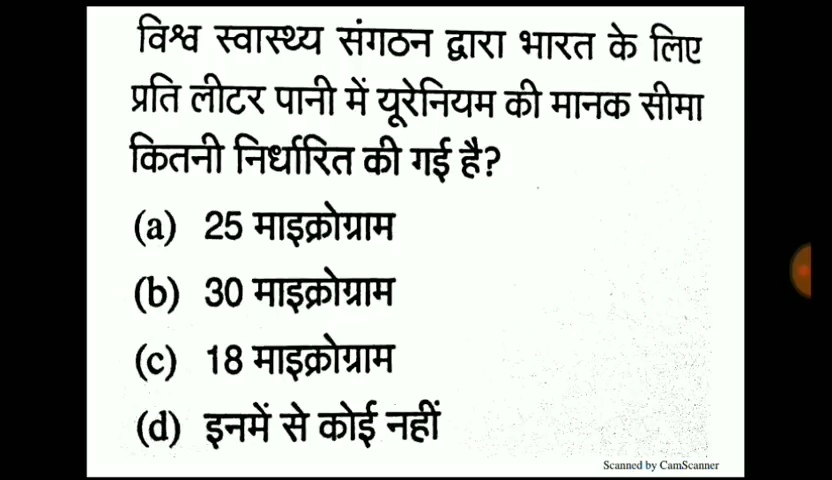 विश्व स्वास्थ्य संगठन द्वारा भारत के लिए
प्रति लीटर पानी में यूरेनियम की मानक सीमा
कितनी निर्धारित की गई है?
(a) 25 माइक्रोग्राम
(b) 30 माइक्रोग्राम
(c) 18 माइक्रोग्राम
(d) इनमें से कोई नहीं
Scanned by CamScanner